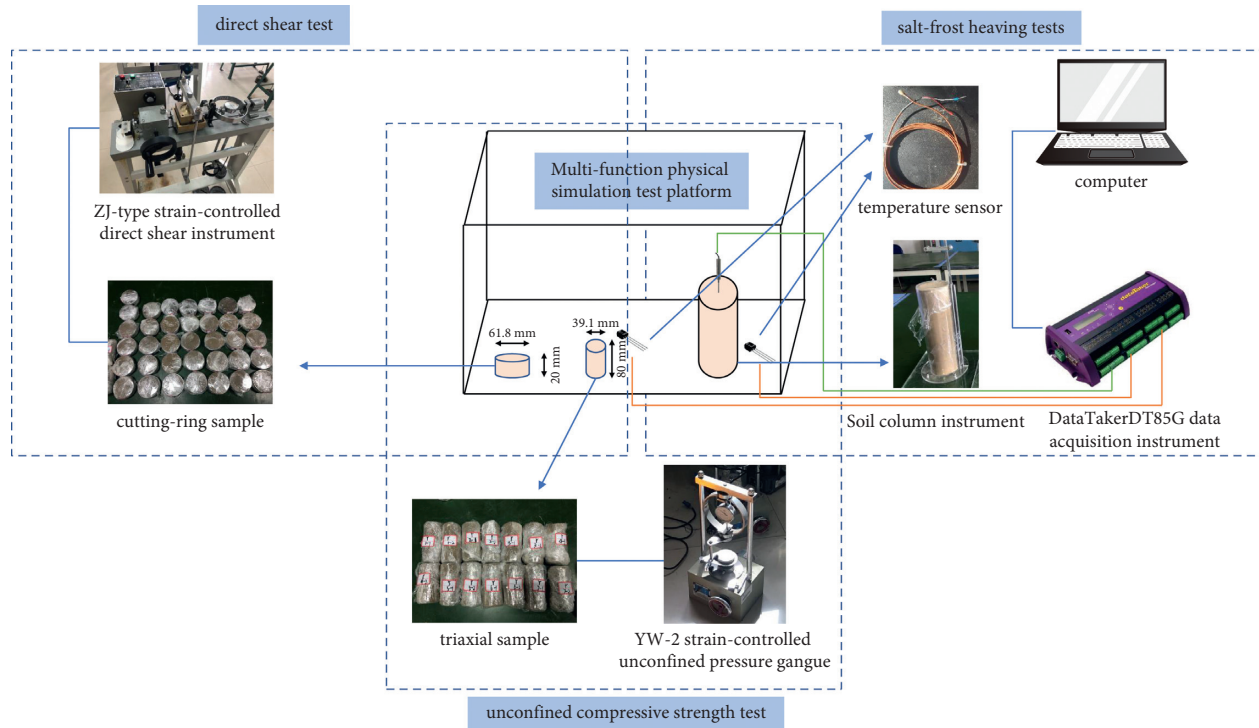 direct shear test
salt-frost heaving tests
Multi-function physical
simulation test platform
ZJ-type strain-controlled
direct shear instrument
temperature sensor
computer
61.8 mm
20 mm
39.1 mm
80 mm
cutting-ring sample
Soil column instrument
dataTaker
DataTakerDT85G data
acquisition instrument
triaxial sample
YW-2 strain-controlled
unconfined pressure gangue
unconfined compressive strength test